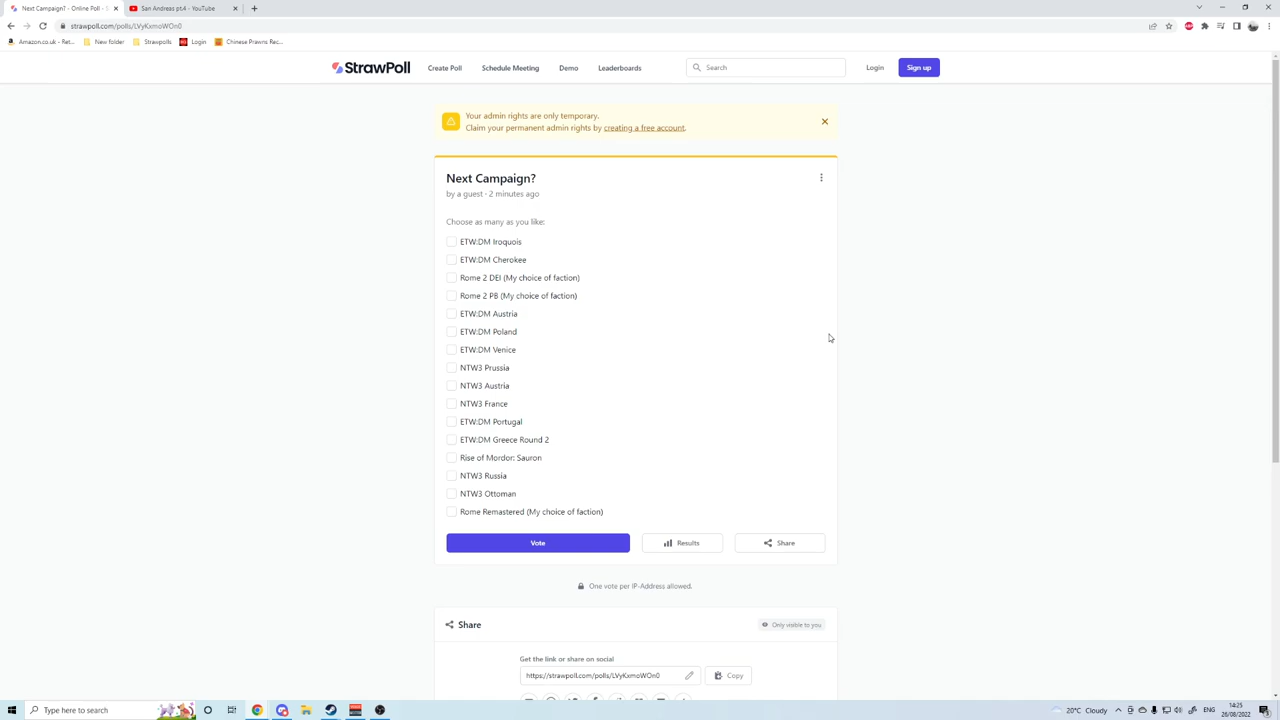 Next Campaign? - Online Poll - S
San Andreas pt.4 - YouTube
strawpoll.com/polls/LVyKxmoWOn0
Amazon.co.uk - Ret...
New folder
Strawpolls
Login
Chinese Prawns Rec...
StrawPoll
Create Poll
Schedule Meeting
Demo
Leaderboards
Search
Login
Sign up
Your admin rights are only temporary.
Claim your permanent admin rights by creating a free account.
Next Campaign?
by a guest · 2 minutes ago
Choose as many as you like:
ETW:DM Iroquois
ETW:DM Cherokee
Rome 2 DEI (My choice of faction)
Rome 2 PB (My choice of faction)
ETW:DM Austria
ETW:DM Poland
ETW:DM Venice
NTW3 Prussia
NTW3 Austria
NTW3 France
ETW:DM Portugal
ETW:DM Greece Round 2
Rise of Mordor: Sauron
NTW3 Russia
NTW3 Ottoman
Rome Remastered (My choice of faction)
Vote
Results
Share
One vote per IP-Address allowed.
Share
Only visible to you
Get the link or share on social
https://strawpoll.com/polls/LVyKxmoWOn0
Copy
Type here to search
20°C Cloudy
ENG
14:25
26/08/2022